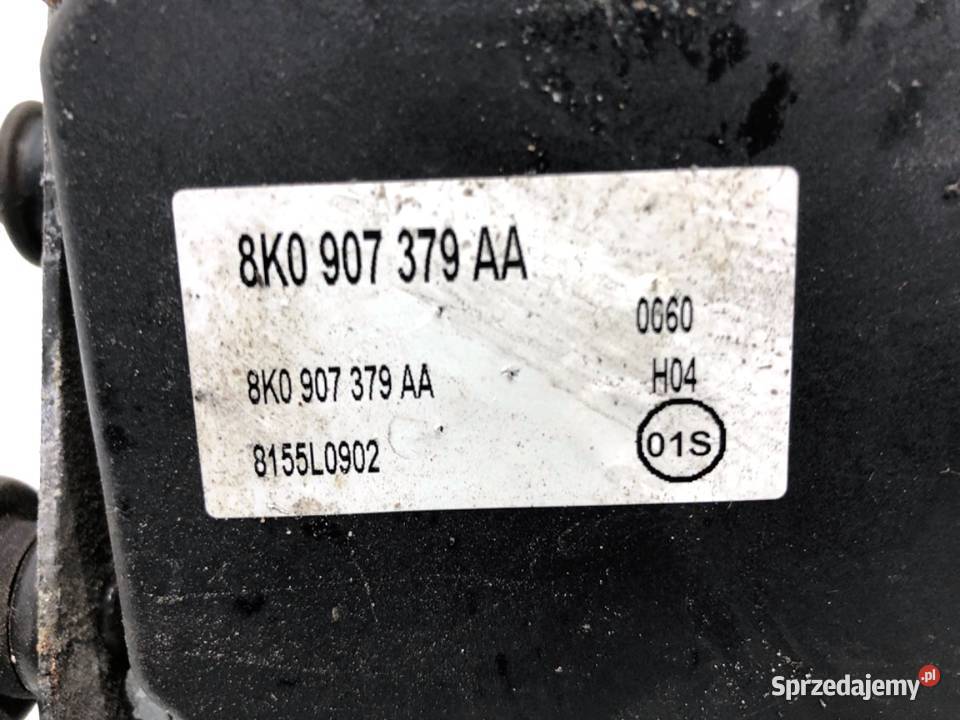 8K0 907 379 AA
0060
8K0 907 379 AA
H04
8155L0902
01S
Sprzedajemy.pl